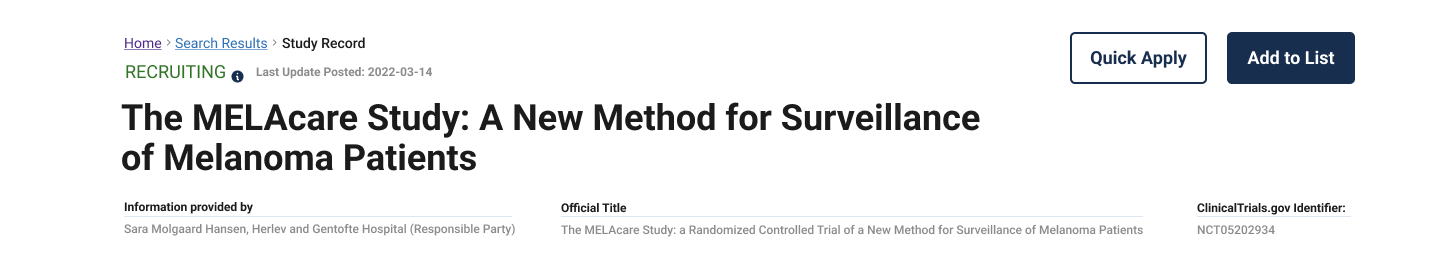 Home > Search Results > Study Record
Quick Apply
Add to List
RECRUITING
Last Update Posted: 2022-03-14
The MELAcare Study: A New Method for Surveillance
of Melanoma Patients
Information provided by
Sara Molgaard Hansen, Herlev and Gentofte Hospital (Responsible Party)
Official Title
The MELAcare Study: a Randomized Controlled Trial of a New Method for Surveillance of Melanoma Patients
ClinicalTrials.gov Identifier:
NCT05202934